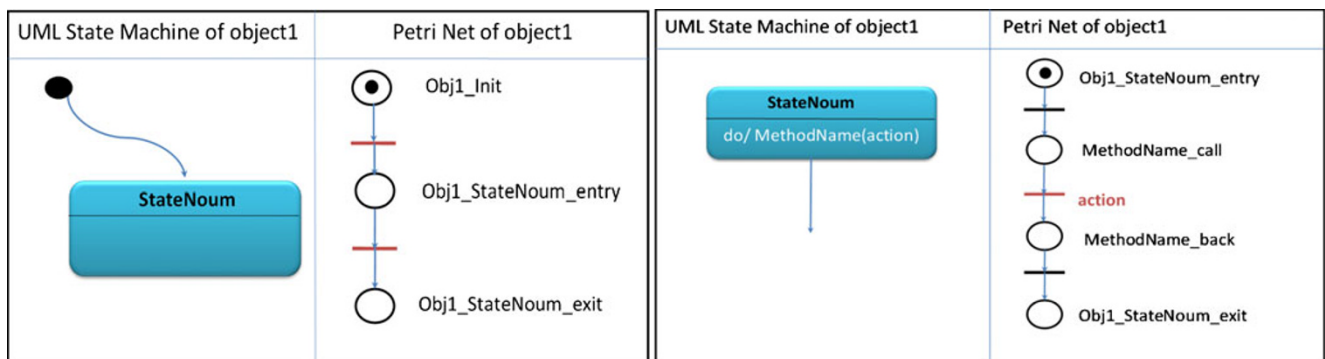 UML State Machine of object1
Petri Net of object1
Obj1_Init
StateNoum
Obj1_StateNoum_entry
Obj1_StateNoum_exit
UML State Machine of object1
Petri Net of object1
StateNoum
do/ MethodName(action)
Obj1_StateNoum_entry
MethodName_call
action
MethodName_back
Obj1_StateNoum_exit